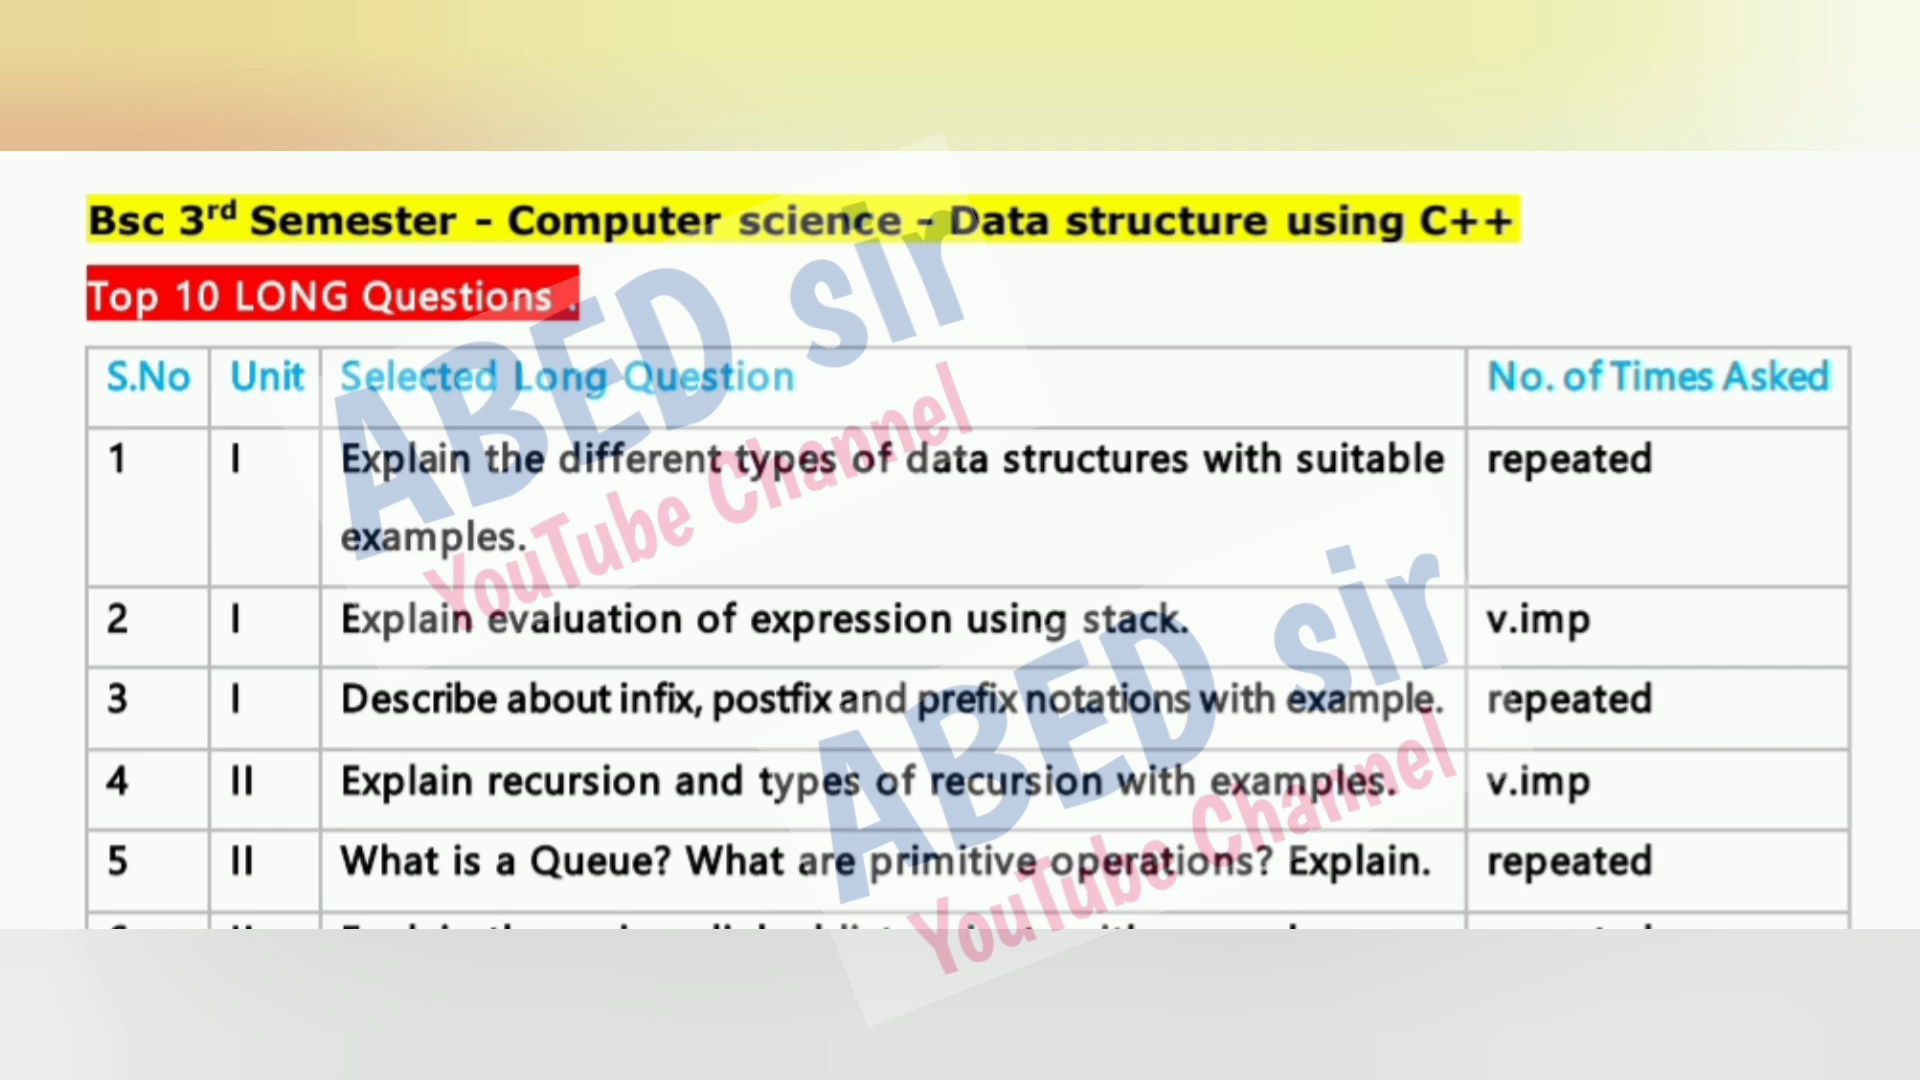 Bsc 3rd Semester - Computer science - Data structure using C++
Top 10 LONG Questions .
S.No Unit Selected Long Question No. of Times Asked
1 I Explain the different types of data structures with suitable repeated
examples.
2 I Explain evaluation of expression using stack. v.imp
3 I Describe about infix, postfix and prefix notations with example. repeated
4 II Explain recursion and types of recursion with examples. v.imp
5 II What is a Queue? What are primitive operations? Explain. repeated
ABED sir
YouTube Channel
ABED sir
YouTube Channel